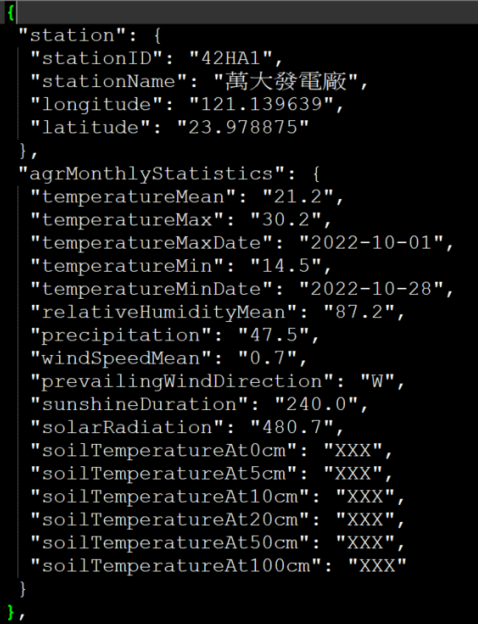 {
"station": {
"stationID": "42HA1",
"stationName": "萬大發電廠",
"longitude": "121.139639",
"latitude": "23.978875"
},
"agrMonthlyStatistics": {
"temperatureMean": "21.2",
"temperatureMax": "30.2",
"temperatureMaxDate": "2022-10-01",
"temperatureMin": "14.5",
"temperatureMinDate": "2022-10-28",
"relativeHumidityMean": "87.2",
"precipitation": "47.5",
"windSpeedMean": "0.7",
"prevailingWindDirection": "W",
"sunshineDuration": "240.0",
"solarRadiation": "480.7",
"soilTemperatureAt0cm": "XXX",
"soilTemperatureAt5cm": "XXX",
"soilTemperatureAt10cm": "XXX",
"soilTemperatureAt20cm": "XXX",
"soilTemperatureAt50cm": "XXX",
"soilTemperatureAt100cm": "XXX"
}
},